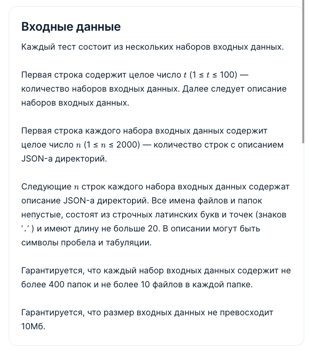 Входные данные
Каждый тест состоит из нескольких наборов входных данных.
Первая строка содержит целое число t (1 ≤ t ≤ 100) —
количество наборов входных данных. Далее следует описание
наборов входных данных.
Первая строка каждого набора входных данных содержит
целое число n (1 ≤ n ≤ 2000) — количество строк с описанием
JSON-а директорий.
Следующие n строк каждого набора входных данных содержат
описание JSON-а директорий. Все имена файлов и папок
непустые, состоят из строчных латинских букв и точек (знаков
'.' ) и имеют длину не больше 20. В описании могут быть
символы пробела и табуляции.
Гарантируется, что каждый набор входных данных содержит не
более 400 папок и не более 10 файлов в каждой папке.
Гарантируется, что размер входных данных не превосходит
10Мб.